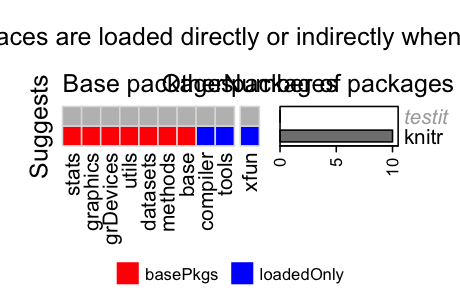 aces are loaded directly or indirectly when
Base packages
Other packages
Number of packages
Suggests
testit
knitr
stats
graphics
grDevices
utils
datasets
methods
base
compiler
tools
xfun
0
5
10
basePkgs
loadedOnly